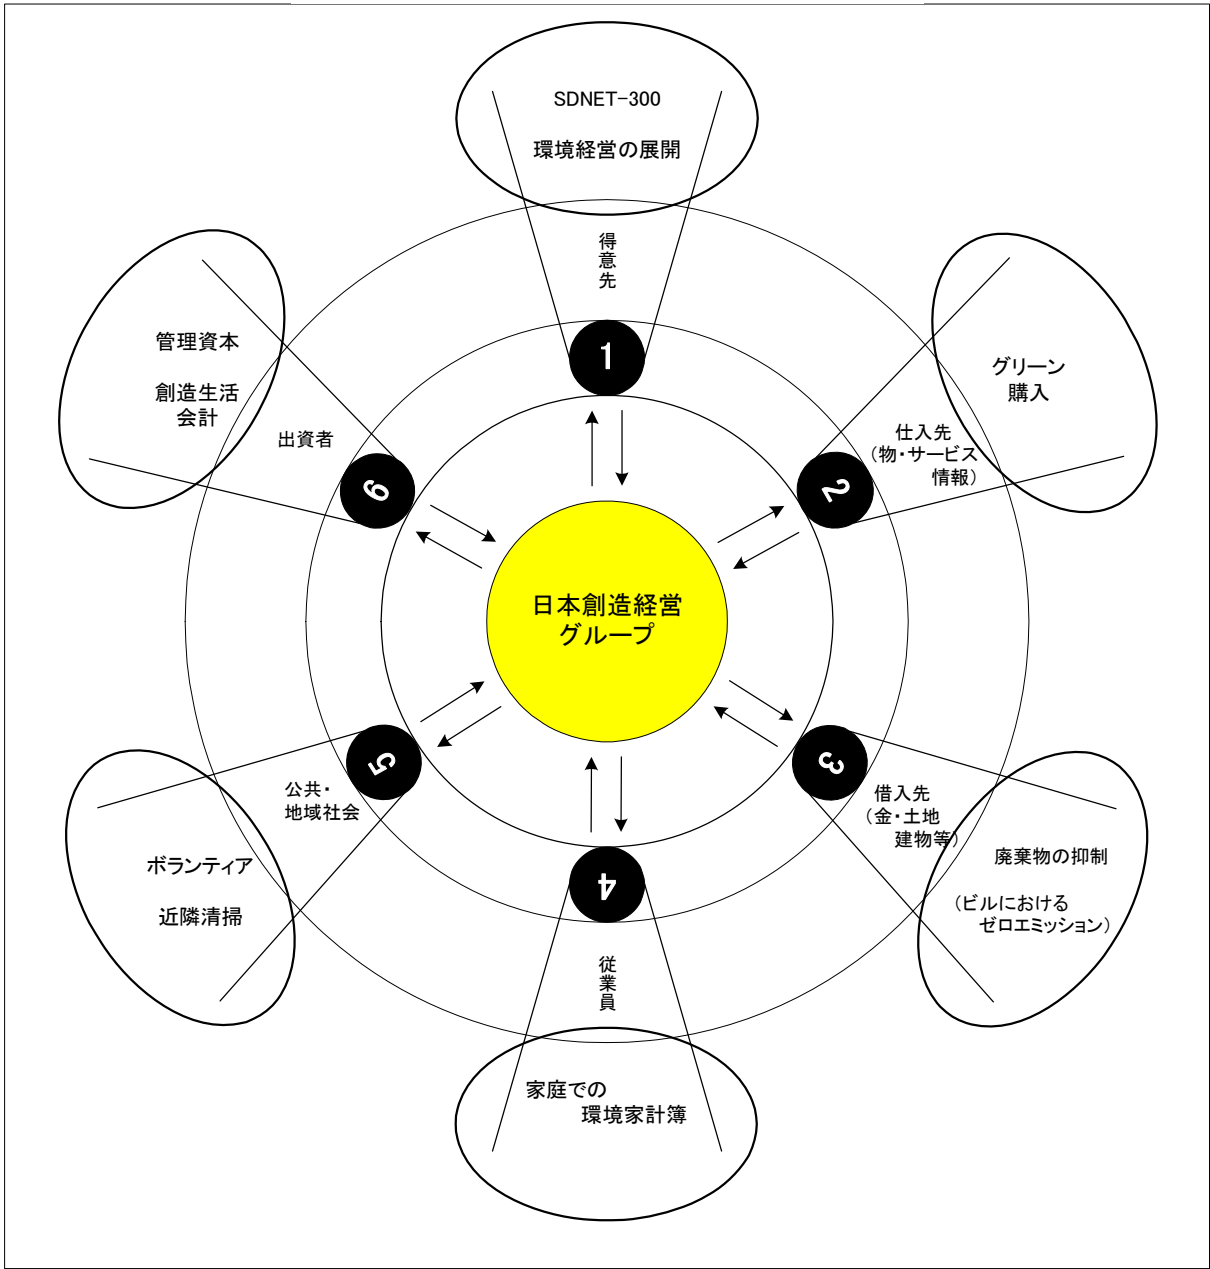 SDNET-300
環境経営の展開
得意先
1
グリーン
購入
仕入先
（物・サービス
情報）
2
日本創造経営
グループ
3
借入先
（金・土地
建物等）
廃棄物の抑制
（ビルにおける
ゼロエミッション）
4
従業員
家庭での
環境家計簿
5
公共・
地域社会
ボランティア
近隣清掃
6
出資者
管理資本
創造生活
会計